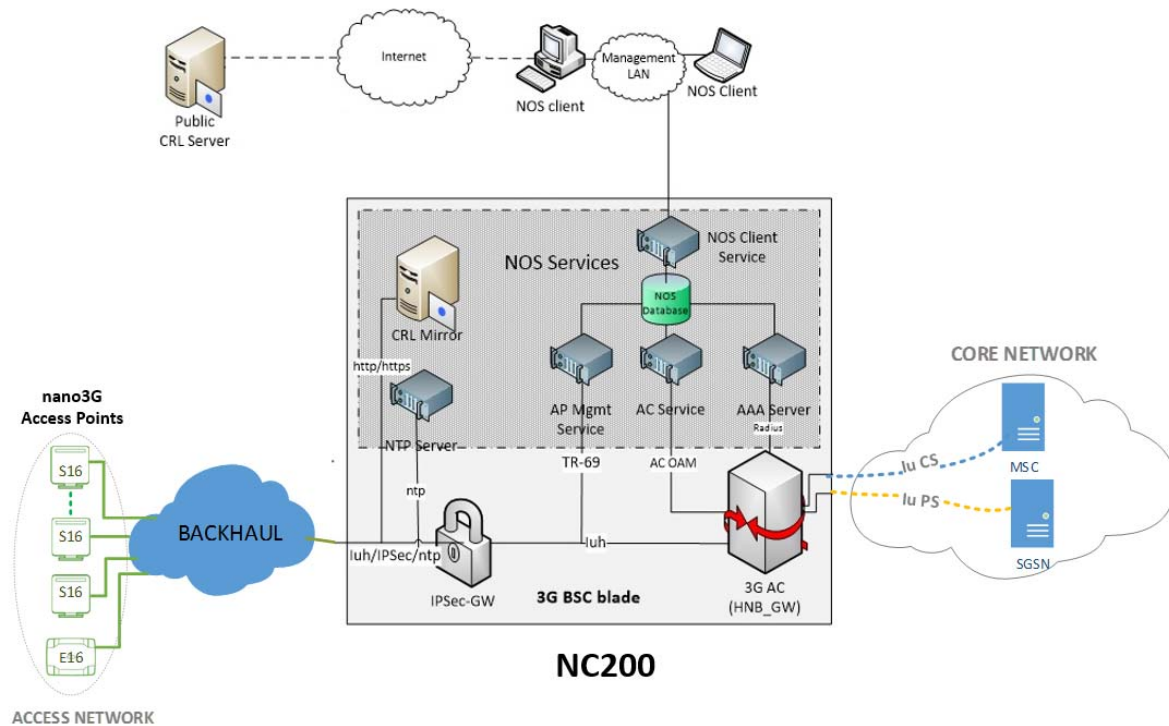 Internet
Management
LAN
NOS client
NOS Client
Public
CRL Server
NOS Client
Service
NOS Services
NOS
Database
CRL Mirror
http/https
AP Mgmt
Service
AC Service
AAA Server
Radius
NTP Server
TR-69
AC OAM
ntp
nano3G
Access Points
S16
S16
S16
E16
BACKHAUL
Iuh/IPSec/ntp
Iuh
IPSec-GW
3G BSC blade
3G AC
(HNB_GW)
CORE NETWORK
Iu CS
MSC
Iu PS
SGSN
NC200
ACCESS NETWORK